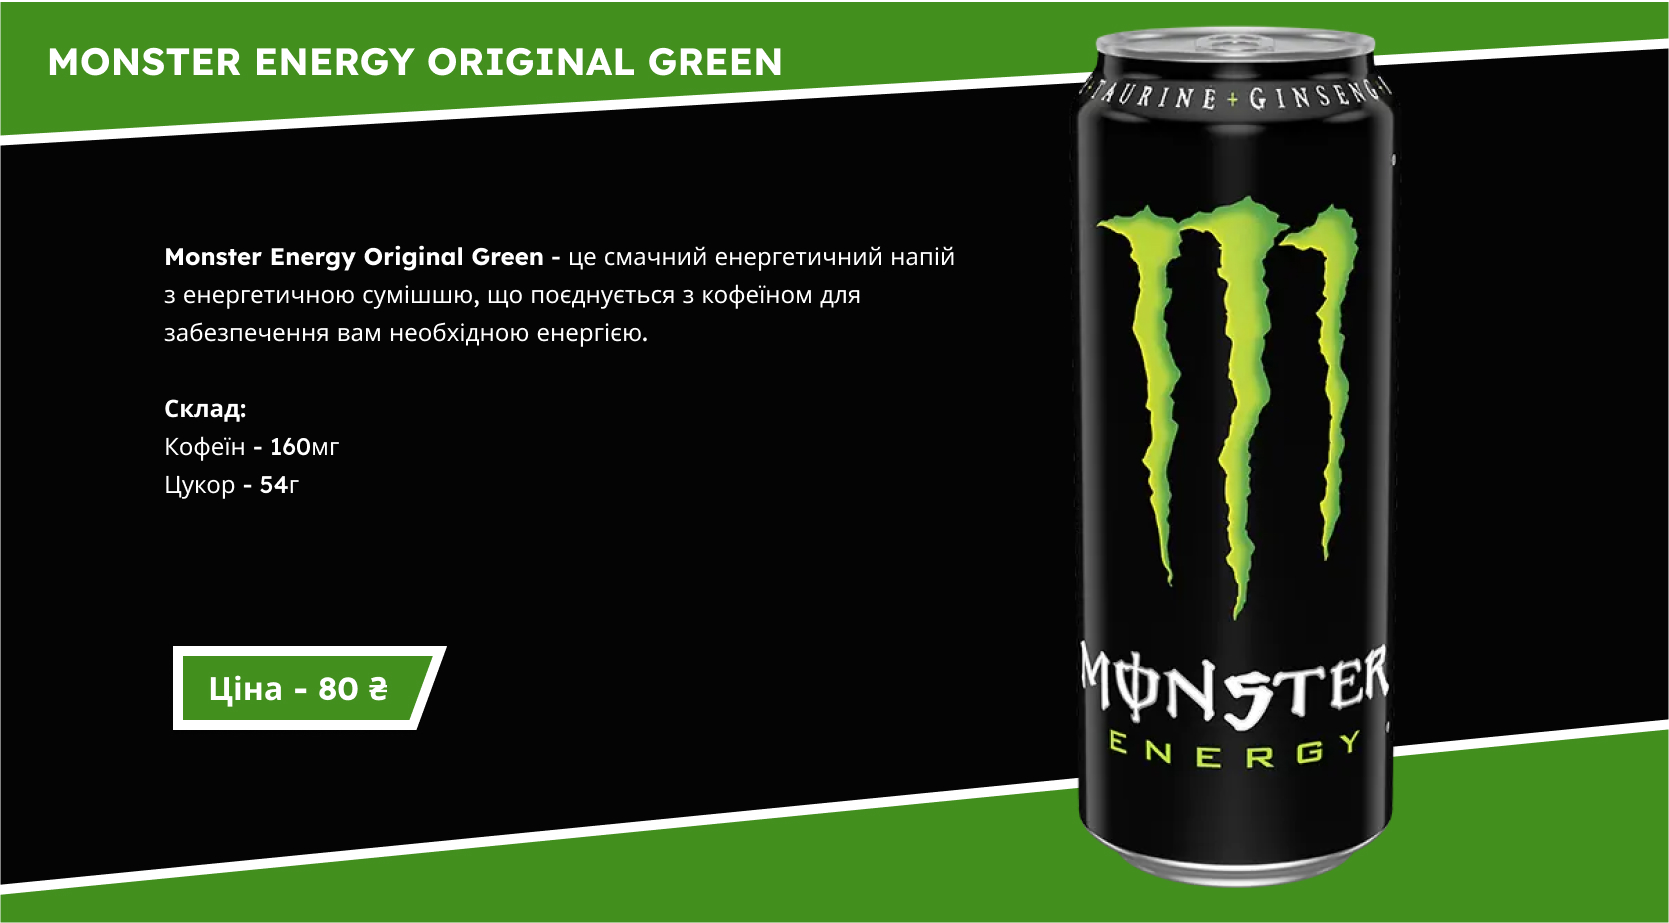 MONSTER ENERGY ORIGINAL GREEN
TAURINE + GINSENG
Monster Energy Original Green - це смачний енергетичний напій
з енергетичною сумішшю, що поєднується з кофеїном для
забезпечення вам необхідною енергією.
Склад:
Кофеїн - 160мг
Цукор - 54г
Ціна - 80 ₴
MONSTER
ENERGY